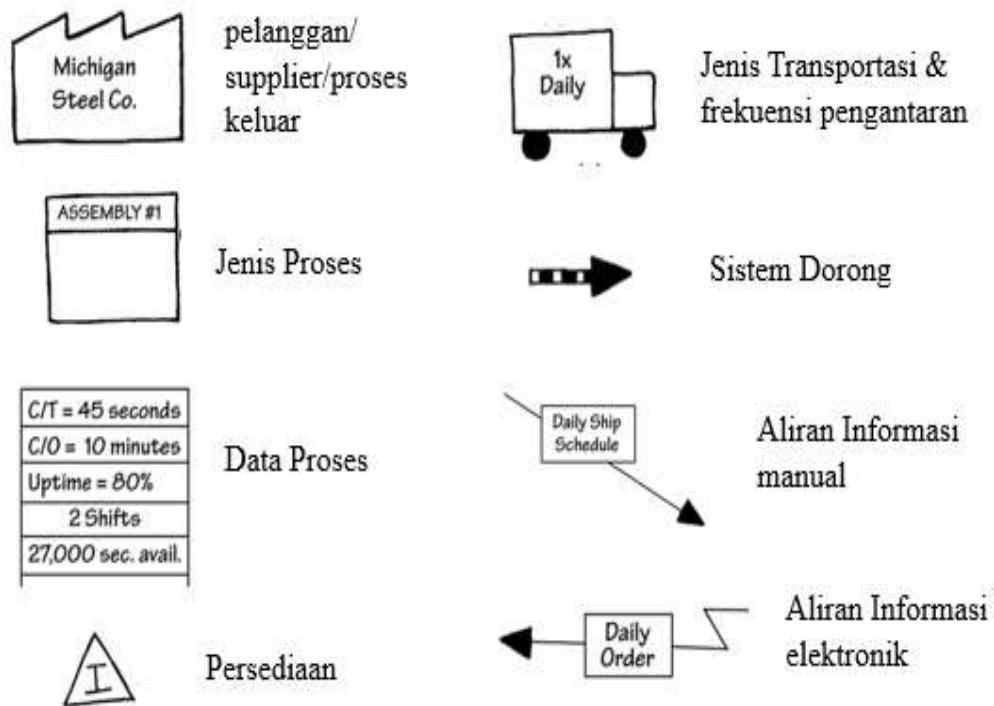 Michigan
Steel Co.
pelanggan/
supplier/proses
keluar
1x
Daily
Jenis Transportasi &
frekuensi pengantaran
ASSEMBLY #1
Jenis Proses
Sistem Dorong
C/T = 45 seconds
C/O = 10 minutes
Uptime = 80%
2 Shifts
27,000 sec. avail.
Data Proses
Daily Ship
Schedule
Aliran Informasi
manual
I
Persediaan
Daily
Order
Aliran Informasi
elektronik